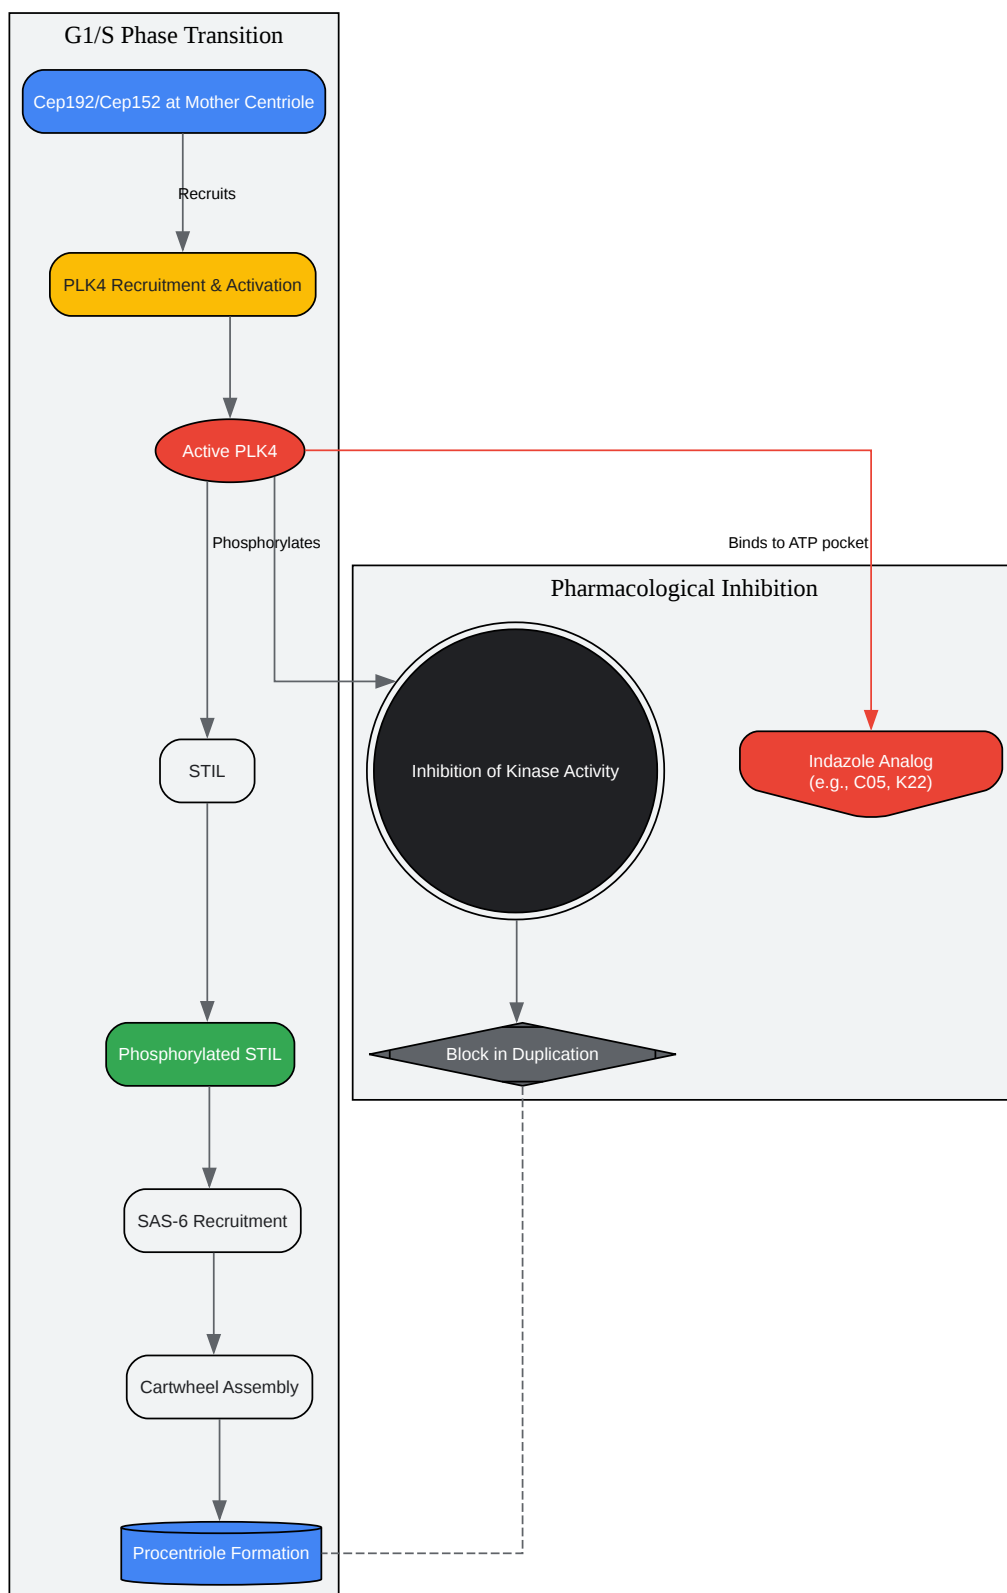 G1/S Phase Transition
Cep192/Cep152 at Mother Centriole
Recruits
PLK4 Recruitment & Activation
Active PLK4
Phosphorylates
Binds to ATP pocket
Pharmacological Inhibition
Inhibition of Kinase Activity
Indazole Analog
(e.g., C05, K22)
STIL
Phosphorylated STIL
Block in Duplication
SAS-6 Recruitment
Cartwheel Assembly
Procentriole Formation